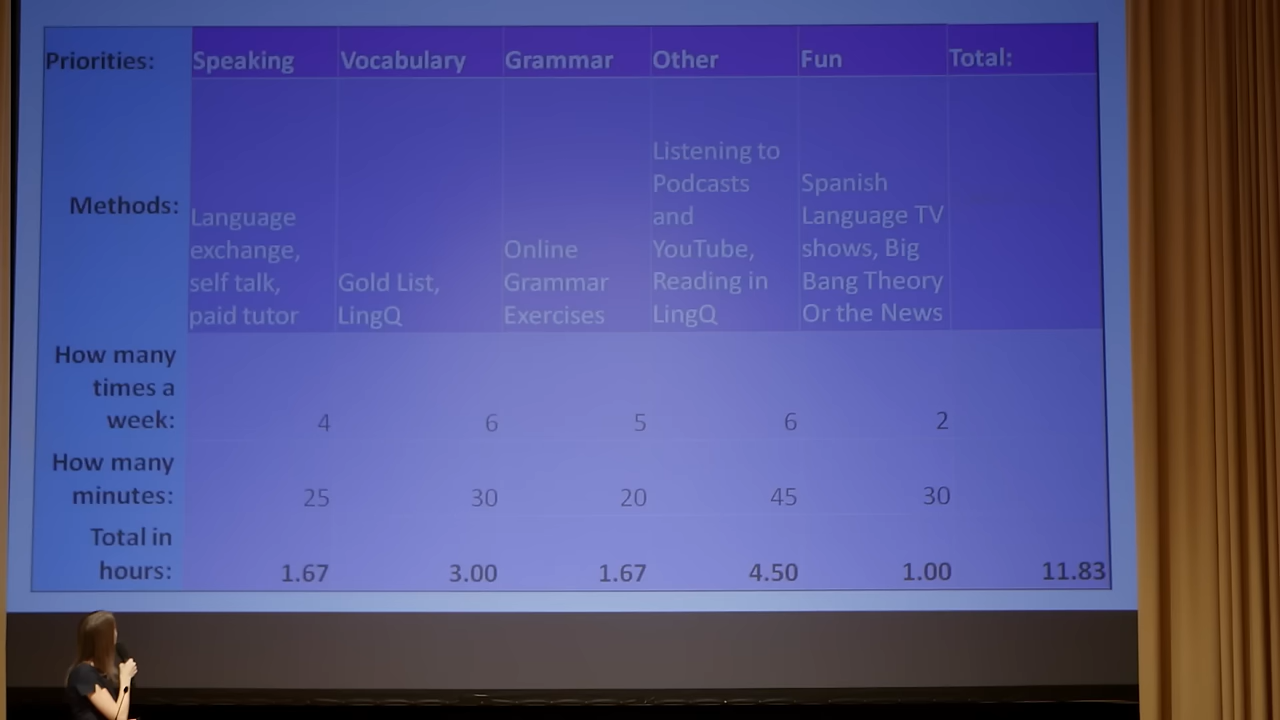 Priorities: Speaking Vocabulary Grammar Other Fun Total:
Methods:
Language
exchange,
self talk,
paid tutor
Gold List,
LingQ
Online
Grammar
Exercises
Listening to
Podcasts
and
YouTube,
Reading in
LingQ
Spanish
Language TV
shows, Big
Bang Theory
Or the News
How many
times a
week: 4 6 5 6 2
How many
minutes: 25 30 20 45 30
Total in
hours: 1.67 3.00 1.67 4.50 1.00 11.83